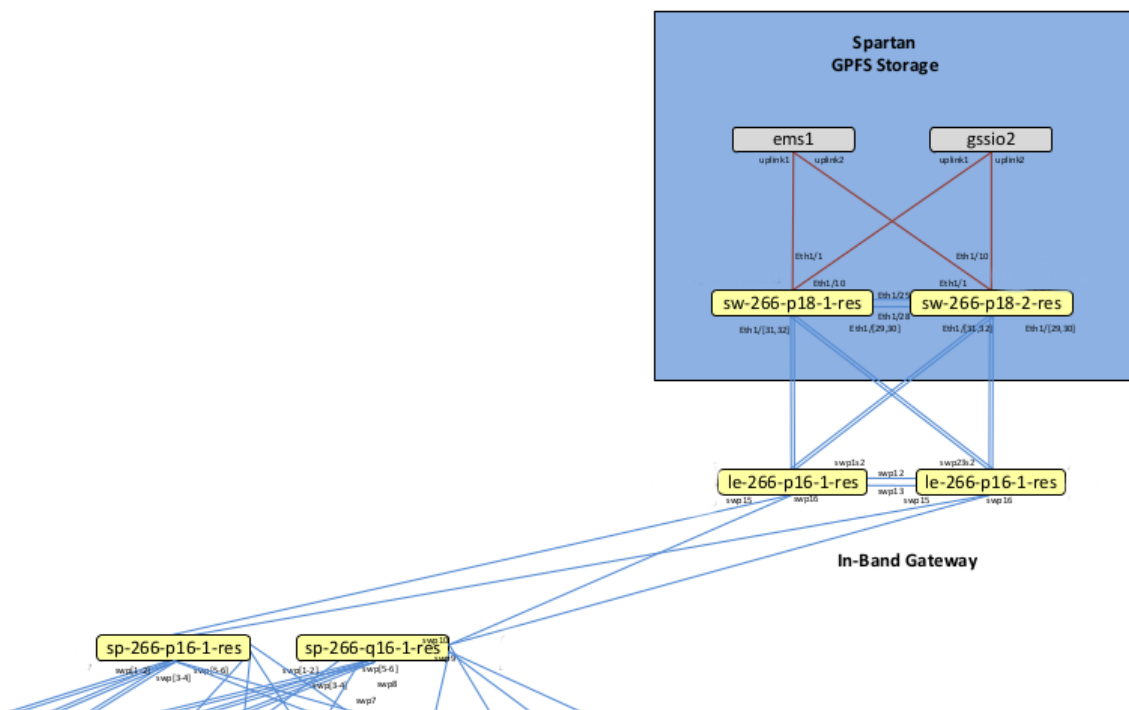 Spartan
GPFS Storage
ems1
gssio2
uplink1
uplink2
uplink1
uplink2
Eth1/1
Eth1/10
Eth1/10
Eth1/1
sw-266-p18-1-res
Eth1/25
sw-266-p18-2-res
Eth1/28
Eth1/[31,32]
Eth1/[29,30]
Eth1/[31,32]
Eth1/[29,30]
swp1s2
swp23s2
le-266-p16-1-res
swp12
le-266-p16-1-res
swp13
swp15
swp16
swp15
swp16
In-Band Gateway
sp-266-p16-1-res
sp-266-q16-1-res
swp10
swp[1-2]
swp[5-6]
swp[3-4]
swp[1-2]
swp[5-6]
swp[3-4]
swp8
swp7